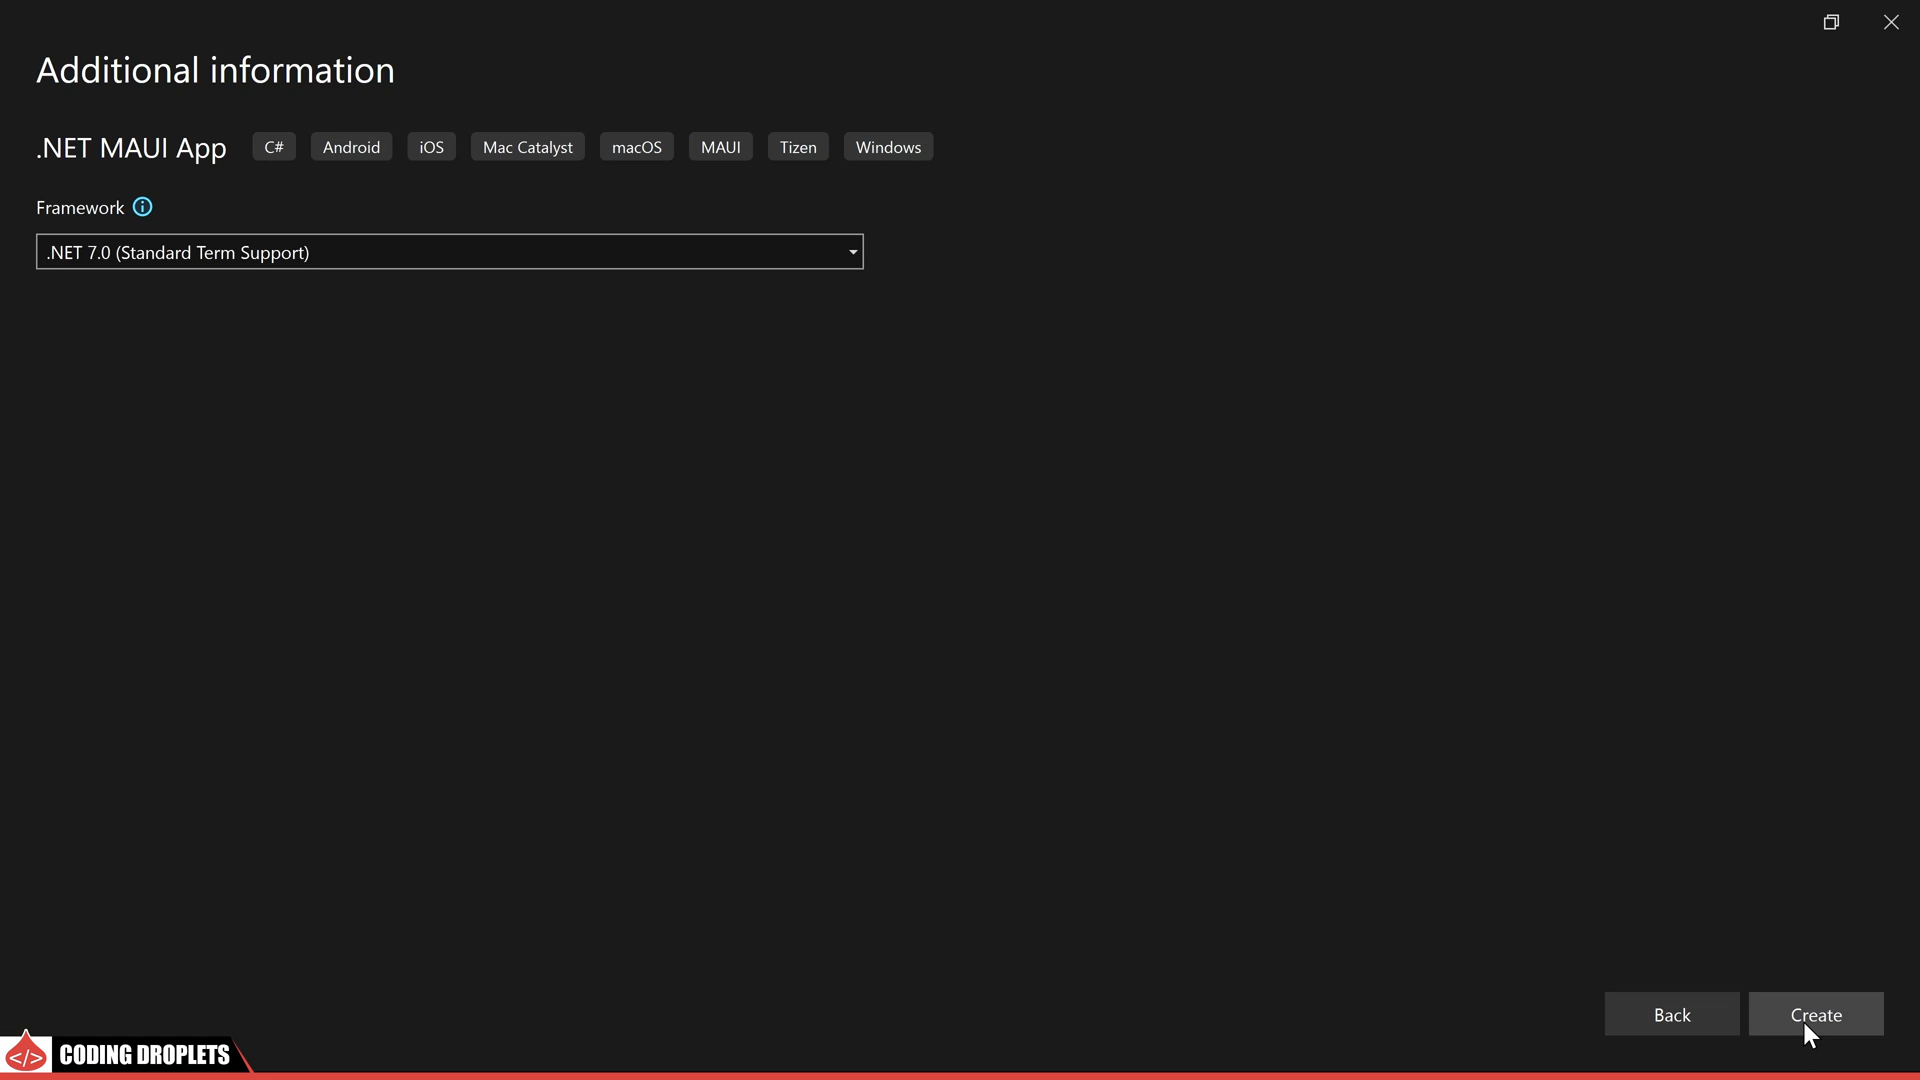 Additional information
.NET MAUI App C# Android iOS Mac Catalyst macOS MAUI Tizen Windows
Framework
.NET 7.0 (Standard Term Support)
Back Create
</> CODING DROPLETS